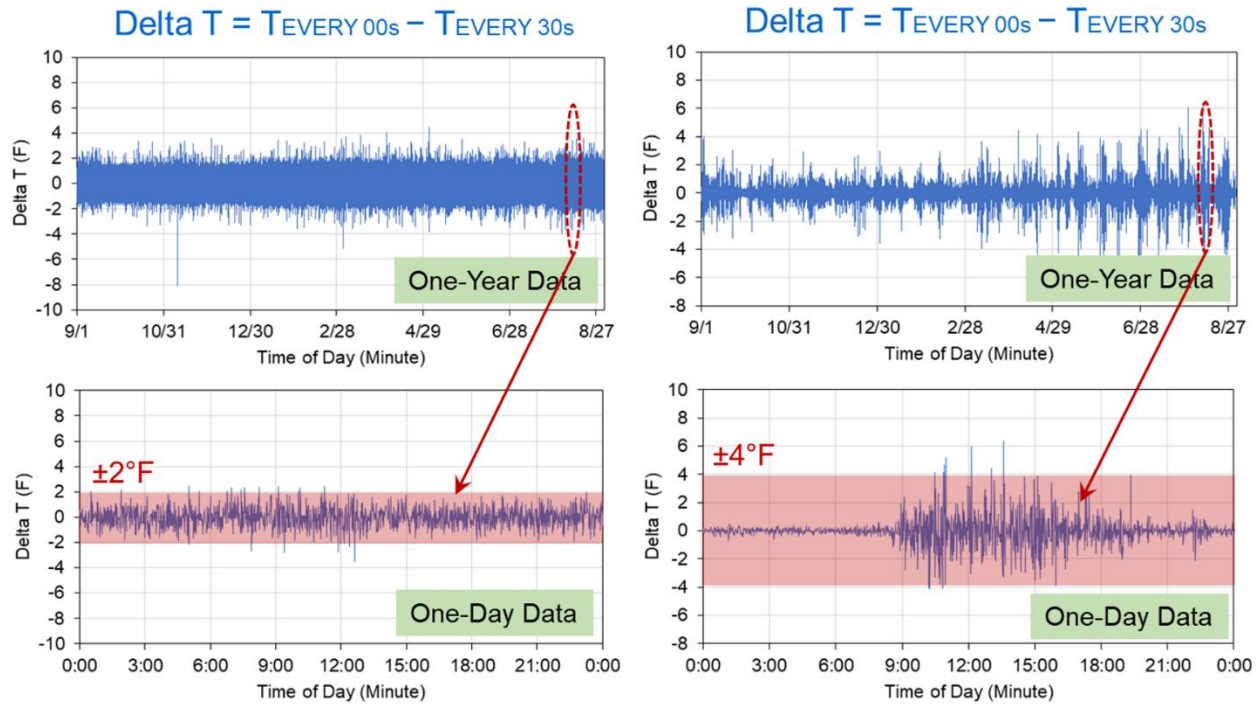 Delta T = TEVERY 00s − TEVERY 30s
Delta T (F)
10
8
6
4
2
0
-2
-4
-6
-8
-10
One-Year Data
9/1 10/31 12/30 2/28 4/29 6/28 8/27
Time of Day (Minute)
Delta T = TEVERY 00s − TEVERY 30s
Delta T (F)
10
8
6
4
2
0
-2
-4
-6
-8
One-Year Data
9/1 10/31 12/30 2/28 4/29 6/28 8/27
Time of Day (Minute)
Delta T (F)
10
8
6
4
2
0
-2
-4
-6
-8
-10
±2°F
One-Day Data
0:00 3:00 6:00 9:00 12:00 15:00 18:00 21:00 0:00
Time of Day (Minute)
Delta T (F)
10
8
6
4
2
0
-2
-4
-6
-8
±4°F
One-Day Data
0:00 3:00 6:00 9:00 12:00 15:00 18:00 21:00 0:00
Time of Day (Minute)